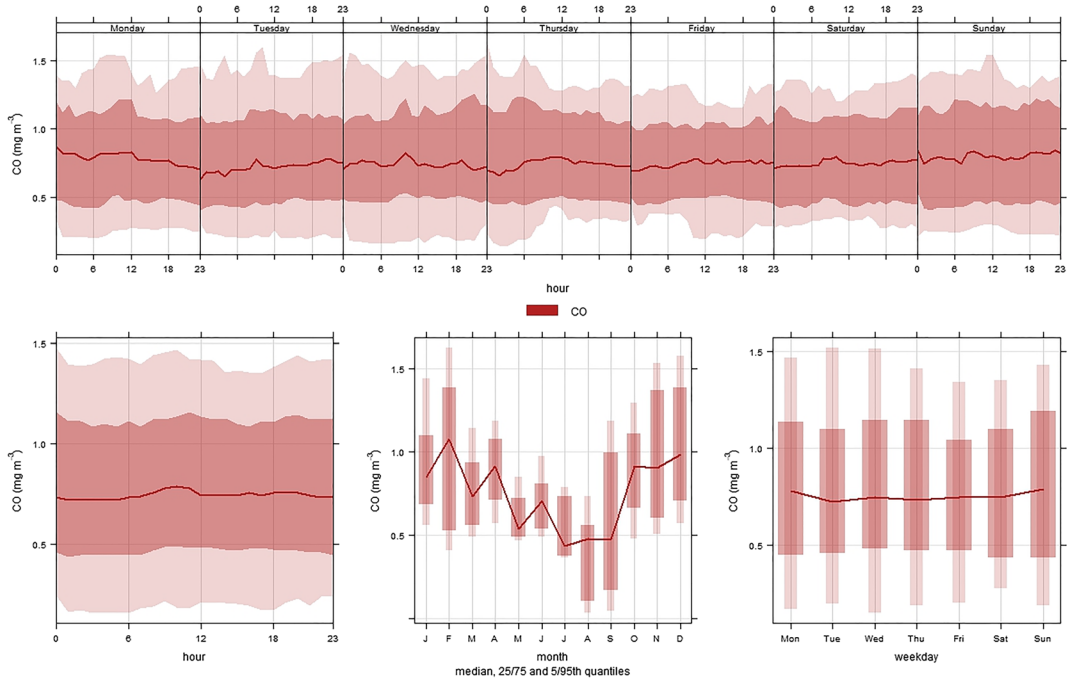 0 6 12 18 23 0 6 12 18 23 0 6 12 18 23
Monday Tuesday Wednesday Thursday Friday Saturday Sunday
1.5
1.0
0.5
CO (mg m⁻³)
0 6 12 18 23 0 6 12 18 23 0 6 12 18 23 0 6 12 18 23
hour
CO
1.5
1.0
0.5
CO (mg m⁻³)
0 6 12 18 23
hour
1.5
1.0
0.5
CO (mg m⁻³)
J F M A M J J A S O N D
month
median, 25/75 and 5/95th quantiles
1.5
1.0
0.5
CO (mg m⁻³)
Mon Tue Wed Thu Fri Sat Sun
weekday